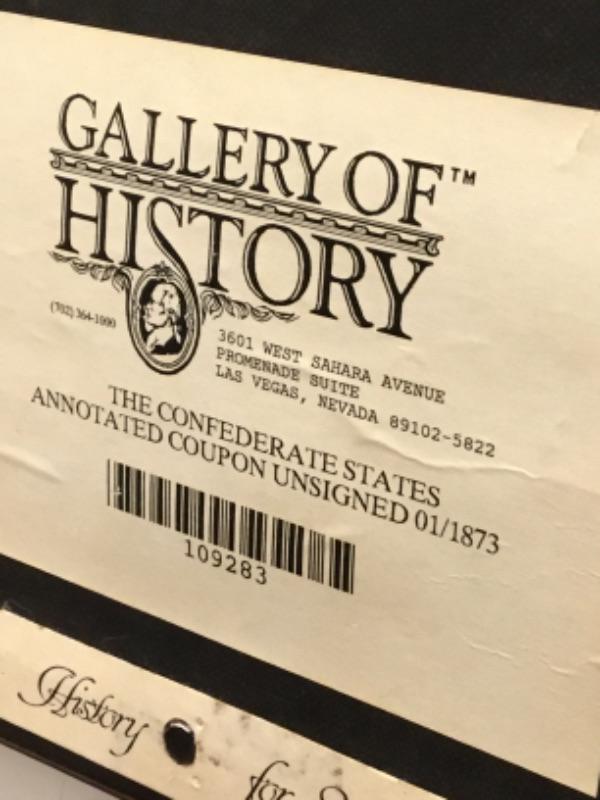 GALLERY OF™
HISTORY
(702) 364-1000
3601 WEST SAHARA AVENUE
PROMENADE SUITE
LAS VEGAS, NEVADA 89102-5822
THE CONFEDERATE STATES
ANNOTATED COUPON UNSIGNED 01/1873
109283
History for